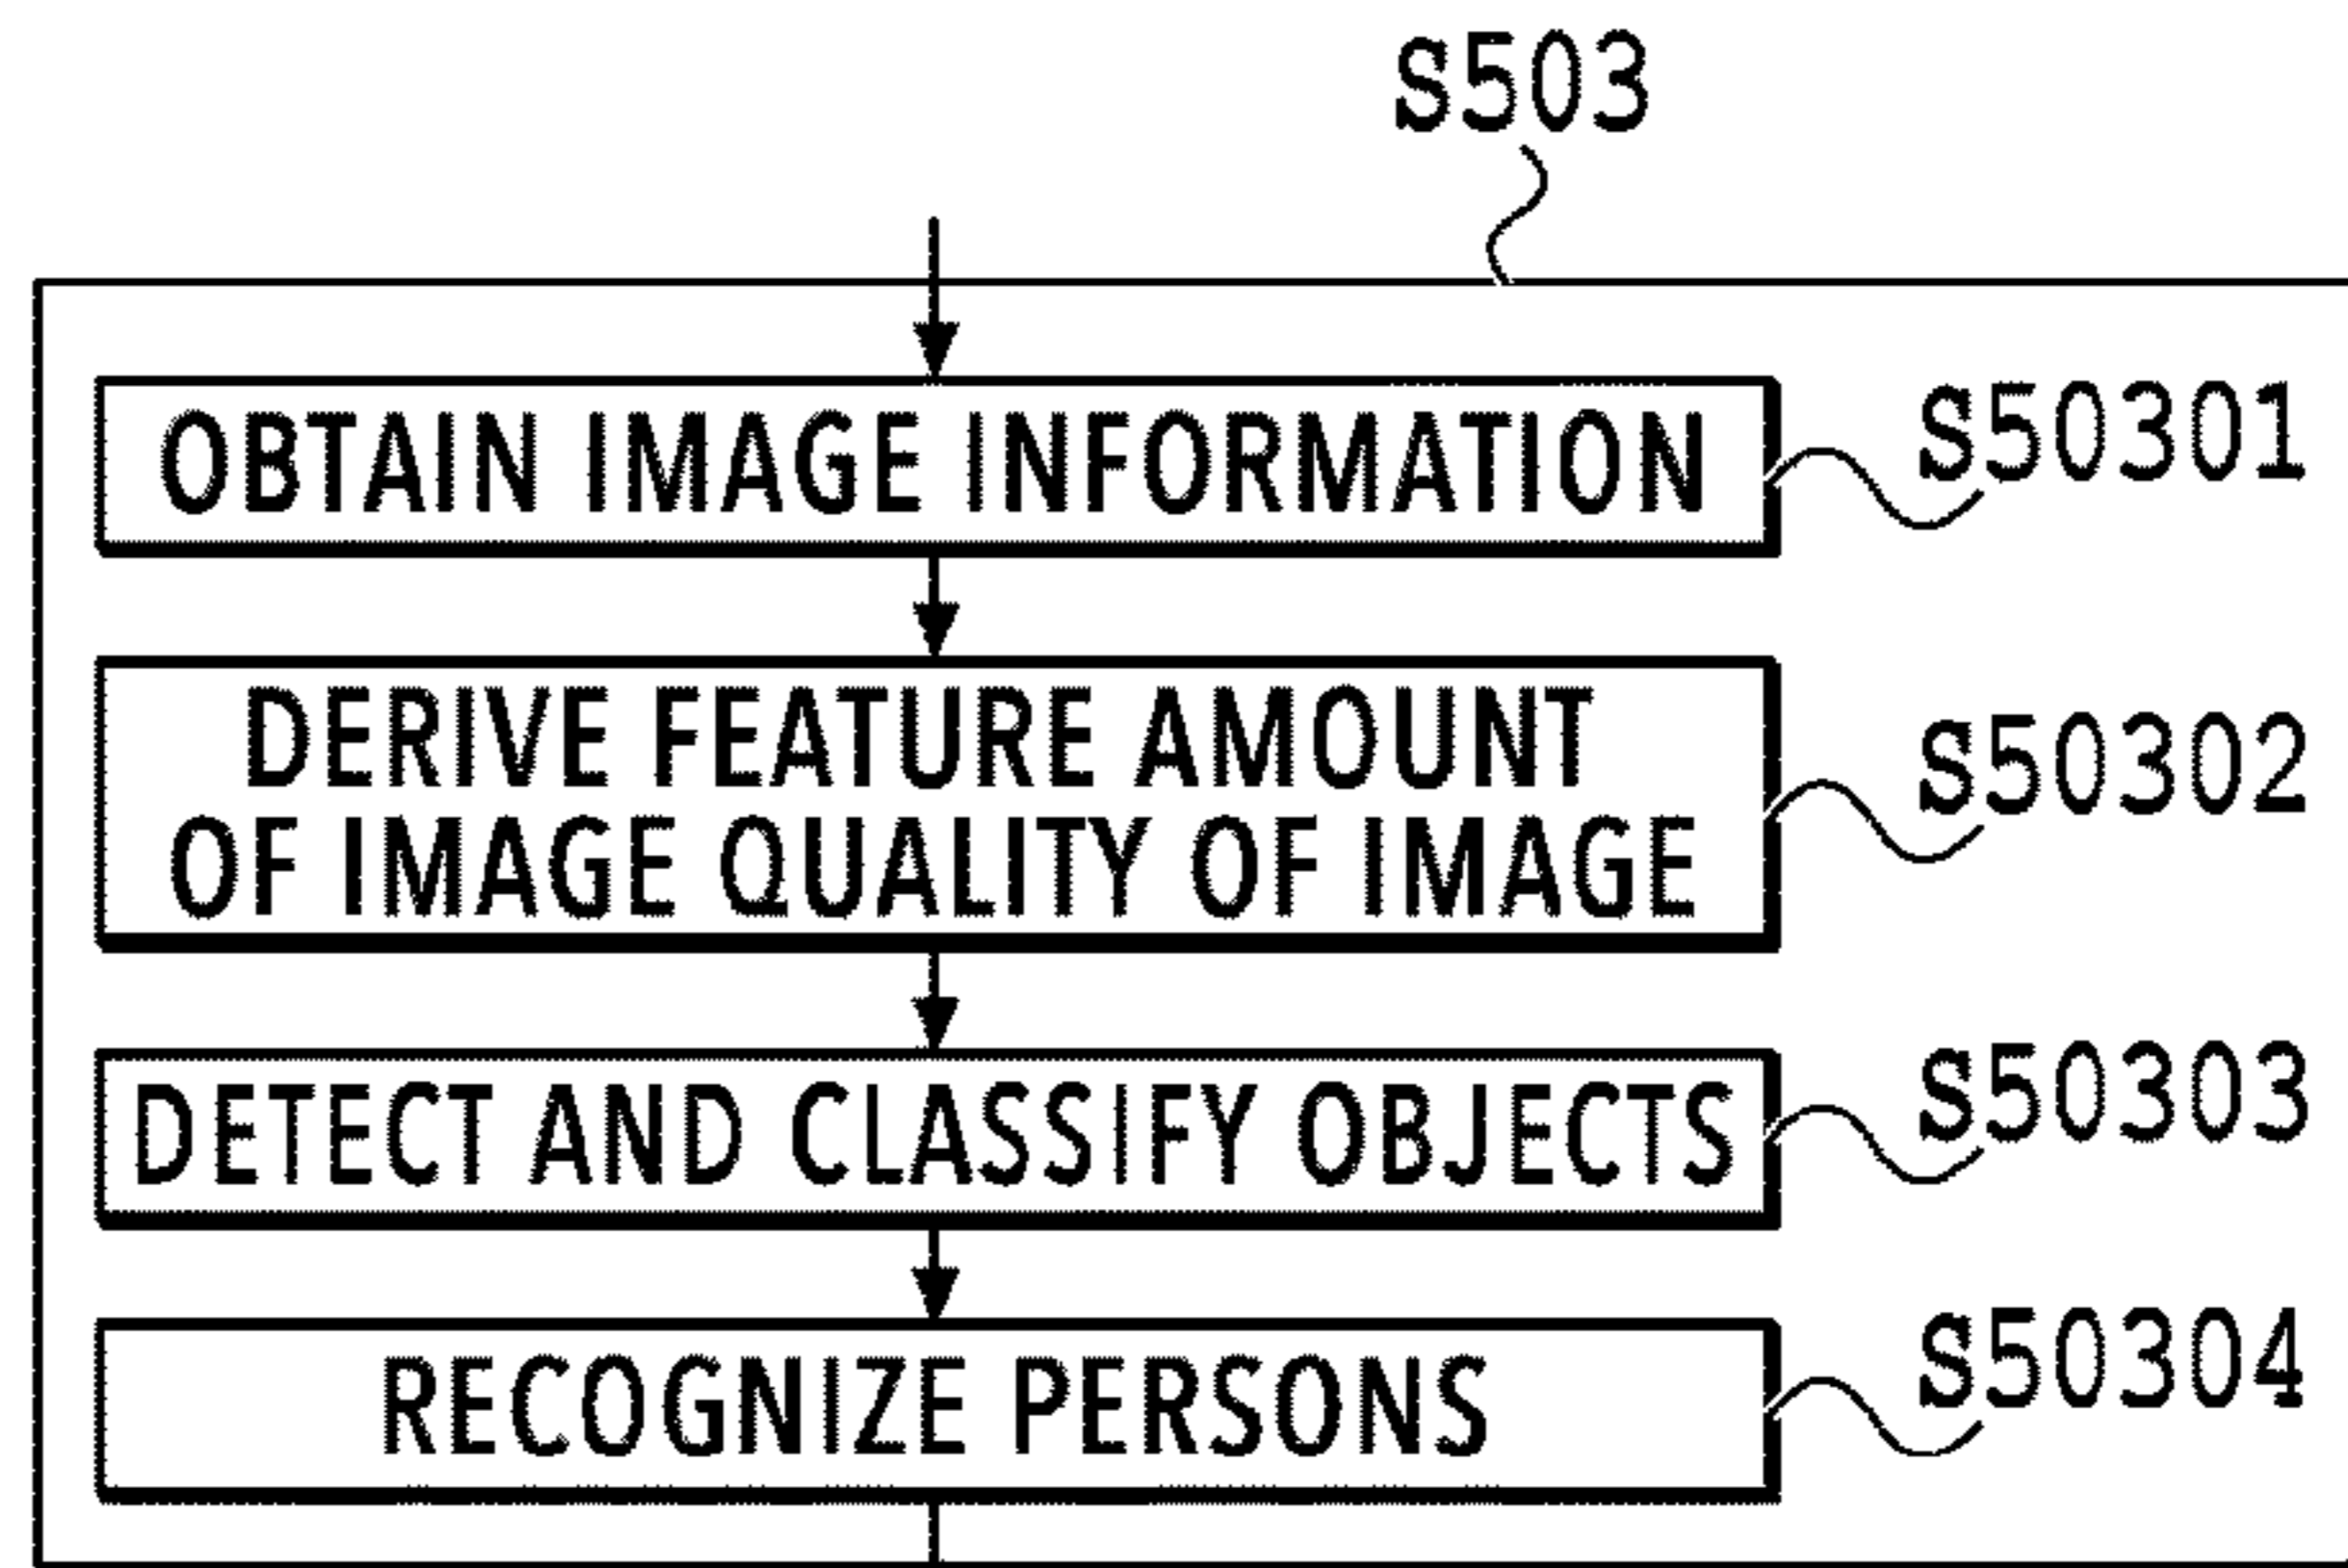 S503
OBTAIN IMAGE INFORMATION
S50301
DERIVE FEATURE AMOUNT
OF IMAGE QUALITY OF IMAGE
S50302
DETECT AND CLASSIFY OBJECTS
S50303
RECOGNIZE PERSONS
S50304